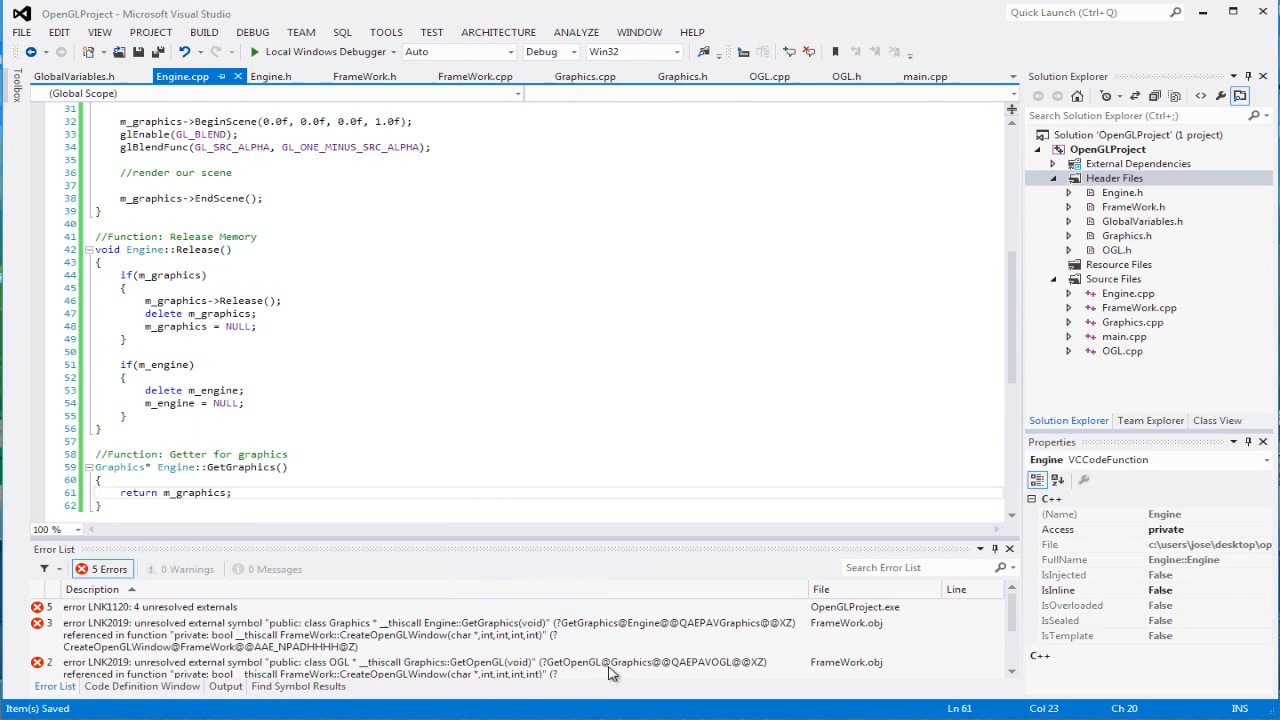 OpenGLProject - Microsoft Visual Studio
Quick Launch (Ctrl+Q)
FILE EDIT VIEW PROJECT BUILD DEBUG TEAM SQL TOOLS TEST ARCHITECTURE ANALYZE WINDOW HELP
Local Windows Debugger Auto Debug Win32
Toolbox
GlobalVariables.h Engine.cpp Engine.h FrameWork.h FrameWork.cpp Graphics.cpp Graphics.h OGL.cpp OGL.h main.cpp
(Global Scope)
31
32 m_graphics->BeginScene(0.0f, 0.0f, 0.0f, 1.0f);
33 glEnable(GL_BLEND);
34 glBlendFunc(GL_SRC_ALPHA, GL_ONE_MINUS_SRC_ALPHA);
35
36 //render our scene
37
38 m_graphics->EndScene();
39 }
40
41 //Function: Release Memory
42 void Engine::Release()
43 {
44 if(m_graphics)
45 {
46 m_graphics->Release();
47 delete m_graphics;
48 m_graphics = NULL;
49 }
50
51 if(m_engine)
52 {
53 delete m_engine;
54 m_engine = NULL;
55 }
56 }
57
58 //Function: Getter for graphics
59 Graphics* Engine::GetGraphics()
60 {
61 return m_graphics;
62 }
100 %
Solution Explorer
Search Solution Explorer (Ctrl+;)
Solution 'OpenGLProject' (1 project)
OpenGLProject
External Dependencies
Header Files
Engine.h
FrameWork.h
GlobalVariables.h
Graphics.h
OGL.h
Resource Files
Source Files
Engine.cpp
FrameWork.cpp
Graphics.cpp
main.cpp
OGL.cpp
Solution Explorer Team Explorer Class View
Properties
Engine VCCodeFunction
C++
(Name) Engine
Access private
File c:\users\jose\desktop\op
FullName Engine::Engine
IsInjected False
IsInline False
IsOverloaded False
IsSealed False
IsTemplate False
C++
Error List
5 Errors 0 Warnings 0 Messages
Search Error List
Description File Line
5 error LNK1120: 4 unresolved externals OpenGLProject.exe
3 error LNK2019: unresolved external symbol "public: class Graphics * __thiscall Engine::GetGraphics(void)" (?GetGraphics@Engine@@QAEPAVGraphics@@XZ) FrameWork.obj
referenced in function "private: bool __thiscall FrameWork::CreateOpenGLWindow(char *,int,int,int,int)" (?
CreateOpenGLWindow@FrameWork@@AAE_NPADHHHH@Z)
2 error LNK2019: unresolved external symbol "public: class OGL * __thiscall Graphics::GetOpenGL(void)" (?GetOpenGL@Graphics@@QAEPAVOGL@@XZ) FrameWork.obj
referenced in function "private: bool __thiscall FrameWork::CreateOpenGLWindow(char *,int,int,int,int)" (?
Error List Code Definition Window Output Find Symbol Results
Item(s) Saved Ln 61 Col 23 Ch 20 INS